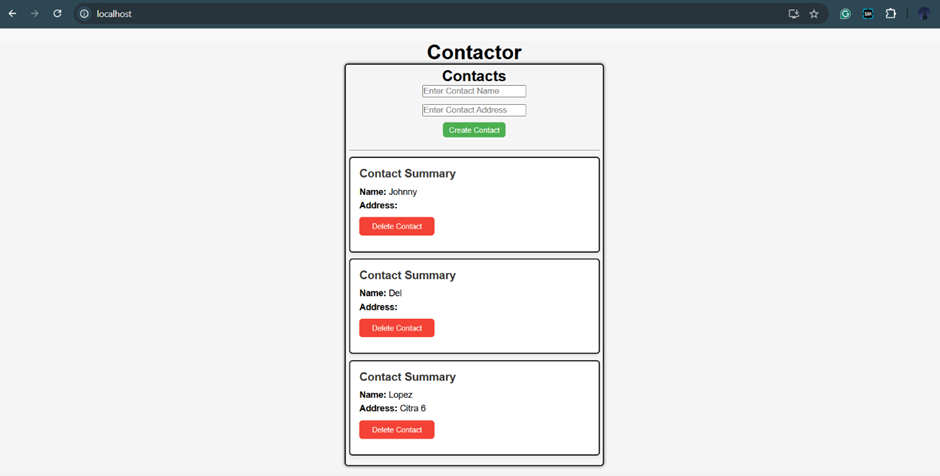 localhost
Contactor
Contacts
Enter Contact Name
Enter Contact Address
Create Contact
Contact Summary
Name: Johnny
Address:
Delete Contact
Contact Summary
Name: Del
Address:
Delete Contact
Contact Summary
Name: Lopez
Address: Citra 6
Delete Contact